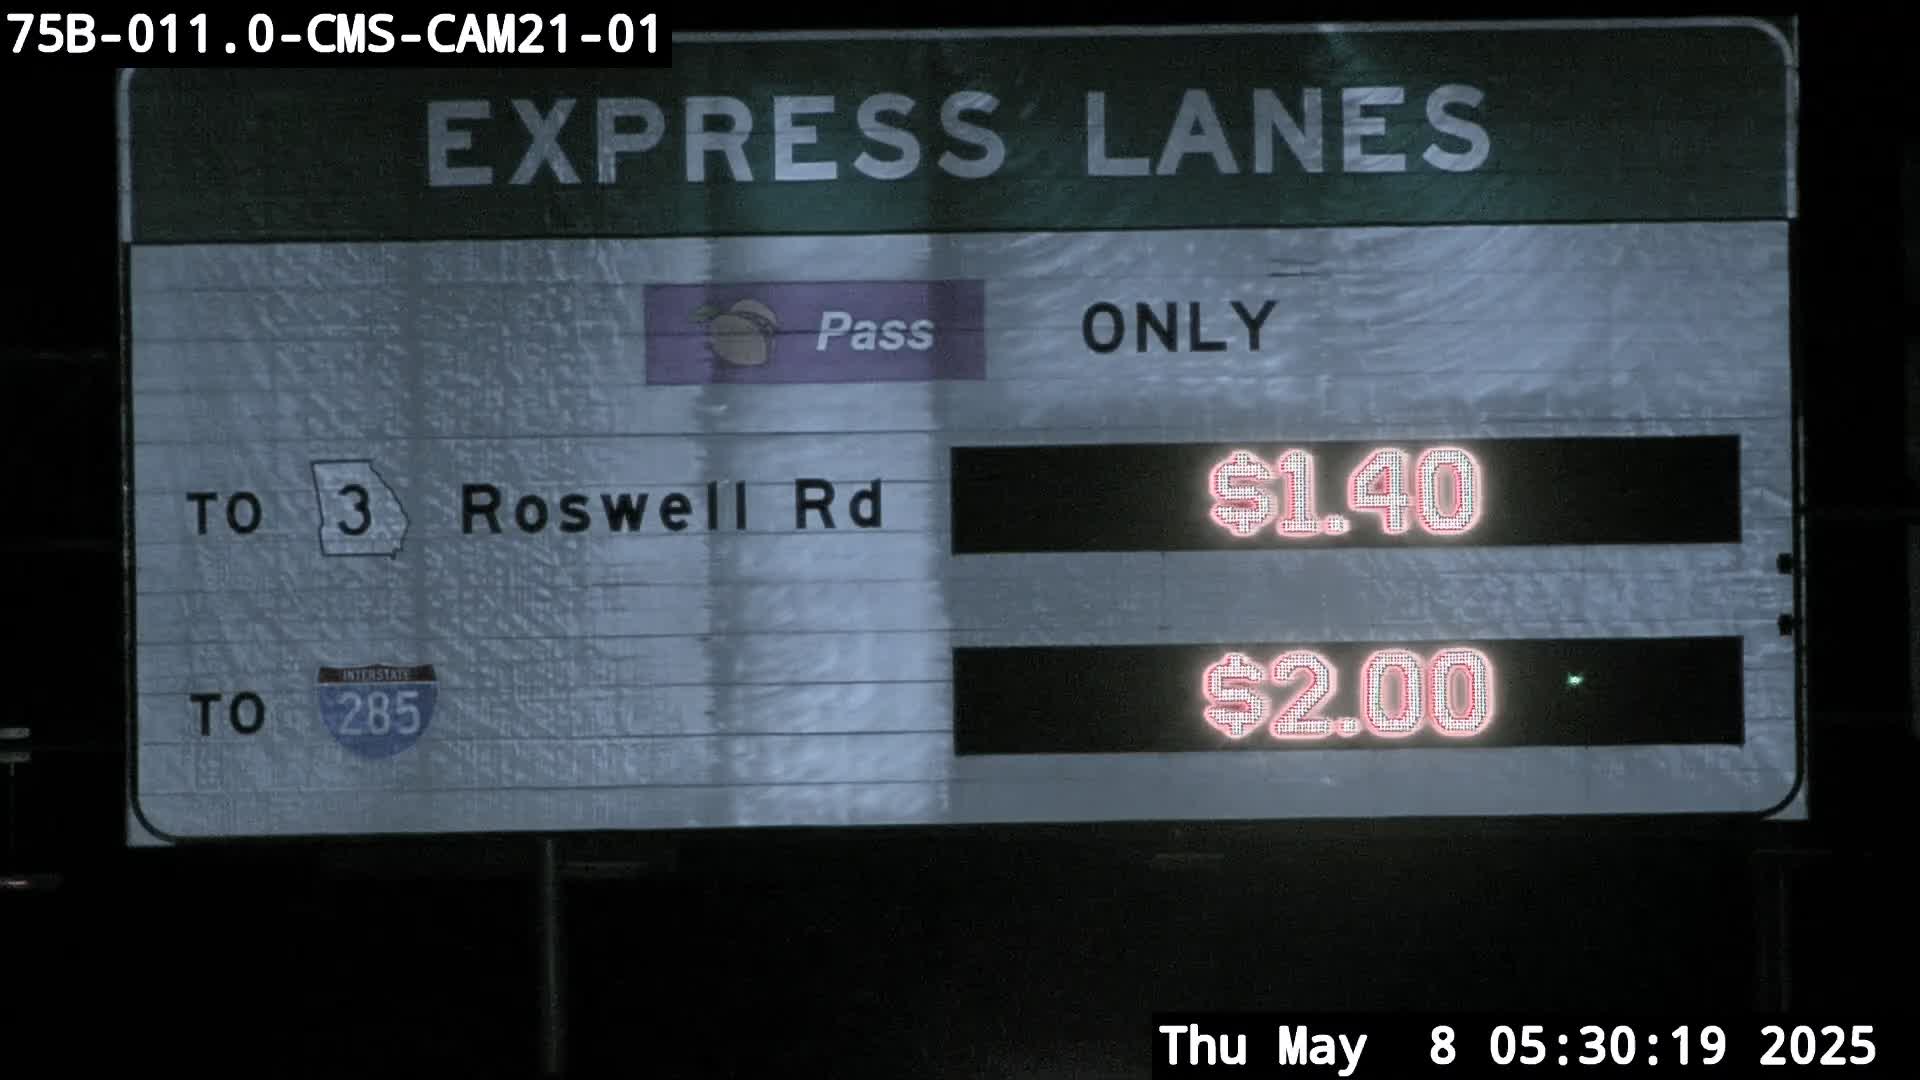 75B-011.0-CMS-CAM21-01
EXPRESS LANES
Pass ONLY
TO 3 Roswell Rd $1.40
INTERSTATE
TO 285 $2.00
Thu May 8 05:30:19 2025